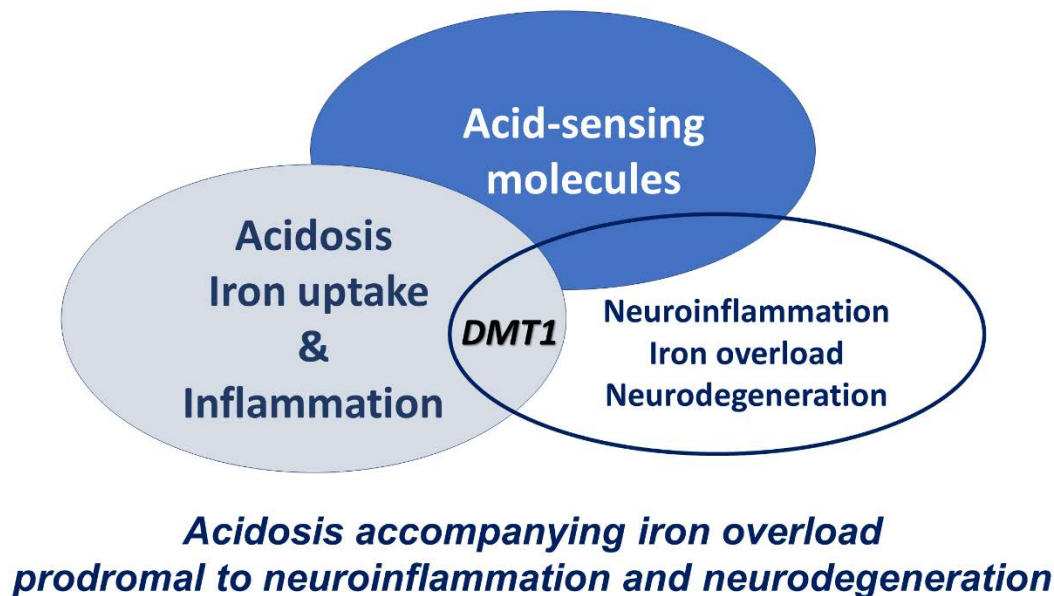 Acid-sensing
molecules
Acidosis
Iron uptake
&
Inflammation
DMT1
Neuroinflammation
Iron overload
Neurodegeneration
Acidosis accompanying iron overload
prodromal to neuroinflammation and neurodegeneration